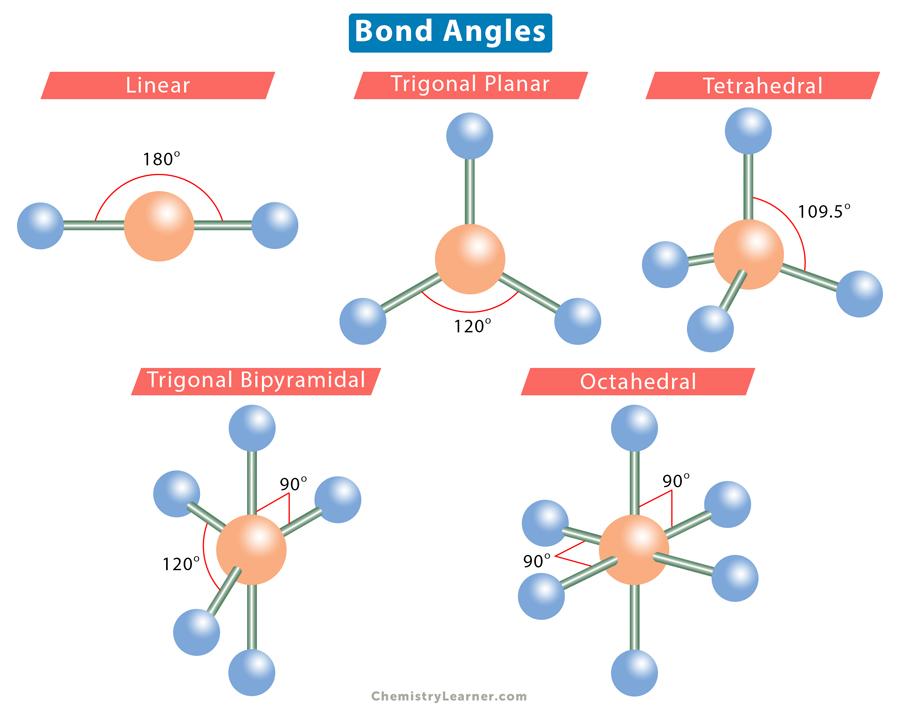 Bond Angles
Linear
Trigonal Planar
Tetrahedral
180°
120°
109.5°
Trigonal Bipyramidal
Octahedral
90°
120°
90°
90°
ChemistryLearner.com